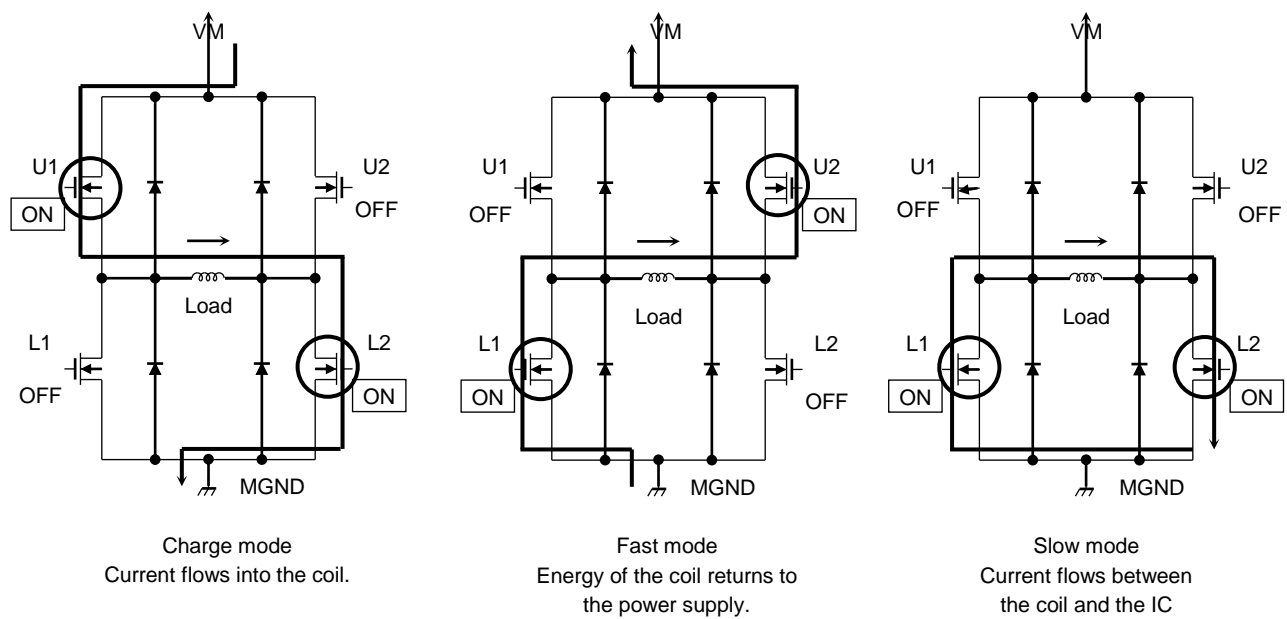 VM
U1
ON
U2
OFF
Load
L1
OFF
L2
ON
MGND
Charge mode
Current flows into the coil.
VM
U1
OFF
U2
ON
Load
L1
ON
L2
OFF
MGND
Fast mode
Energy of the coil returns to
the power supply.
VM
U1
OFF
U2
OFF
Load
L1
ON
L2
ON
MGND
Slow mode
Current flows between
the coil and the IC